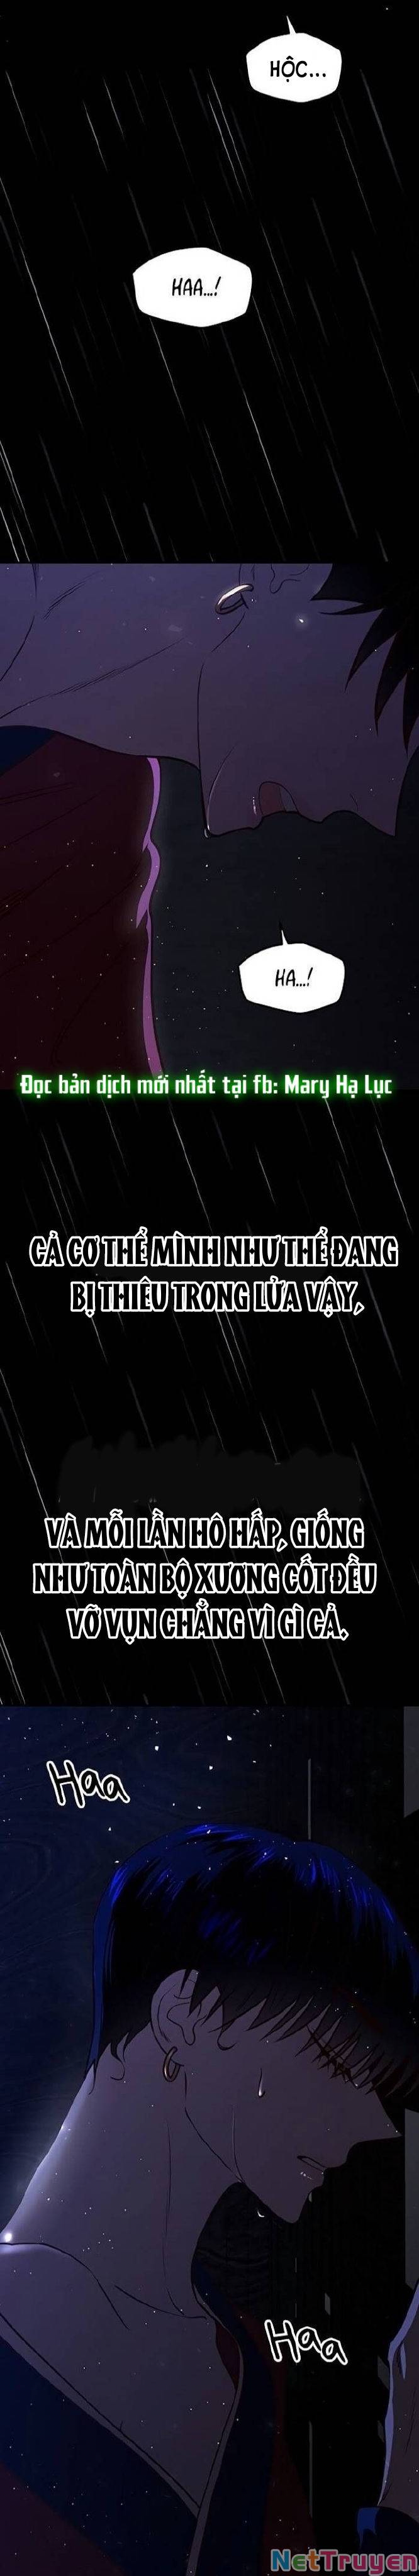 HỘC...
HAA...!
HA...!
Đọc bản dịch mới nhất tại fb: Mary Hạ Lục
CẢ CƠ THỂ MÌNH NHƯ THỂ ĐANG
BỊ THIÊU TRONG LỬA VẬY,
VÀ MỖI LẦN HÔ HẤP, GIỐNG
NHƯ TOÀN BỘ XƯƠNG CỐT ĐỀU
VỠ VỤN CHẲNG VÌ GÌ CẢ.
Haa
Haa
NetTruyen